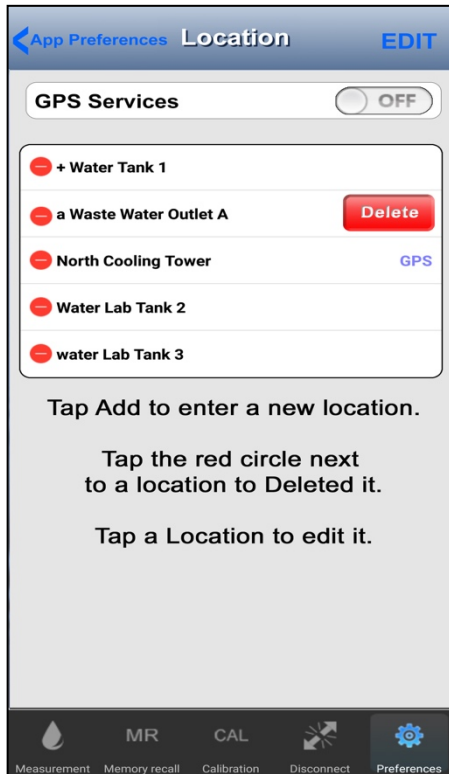 App Preferences Location EDIT
GPS Services OFF
+ Water Tank 1
a Waste Water Outlet A Delete
North Cooling Tower GPS
Water Lab Tank 2
water Lab Tank 3
Tap Add to enter a new location.
Tap the red circle next
to a location to Deleted it.
Tap a Location to edit it.
MR CAL
Measurement Memory recall Calibration Disconnect Preferences